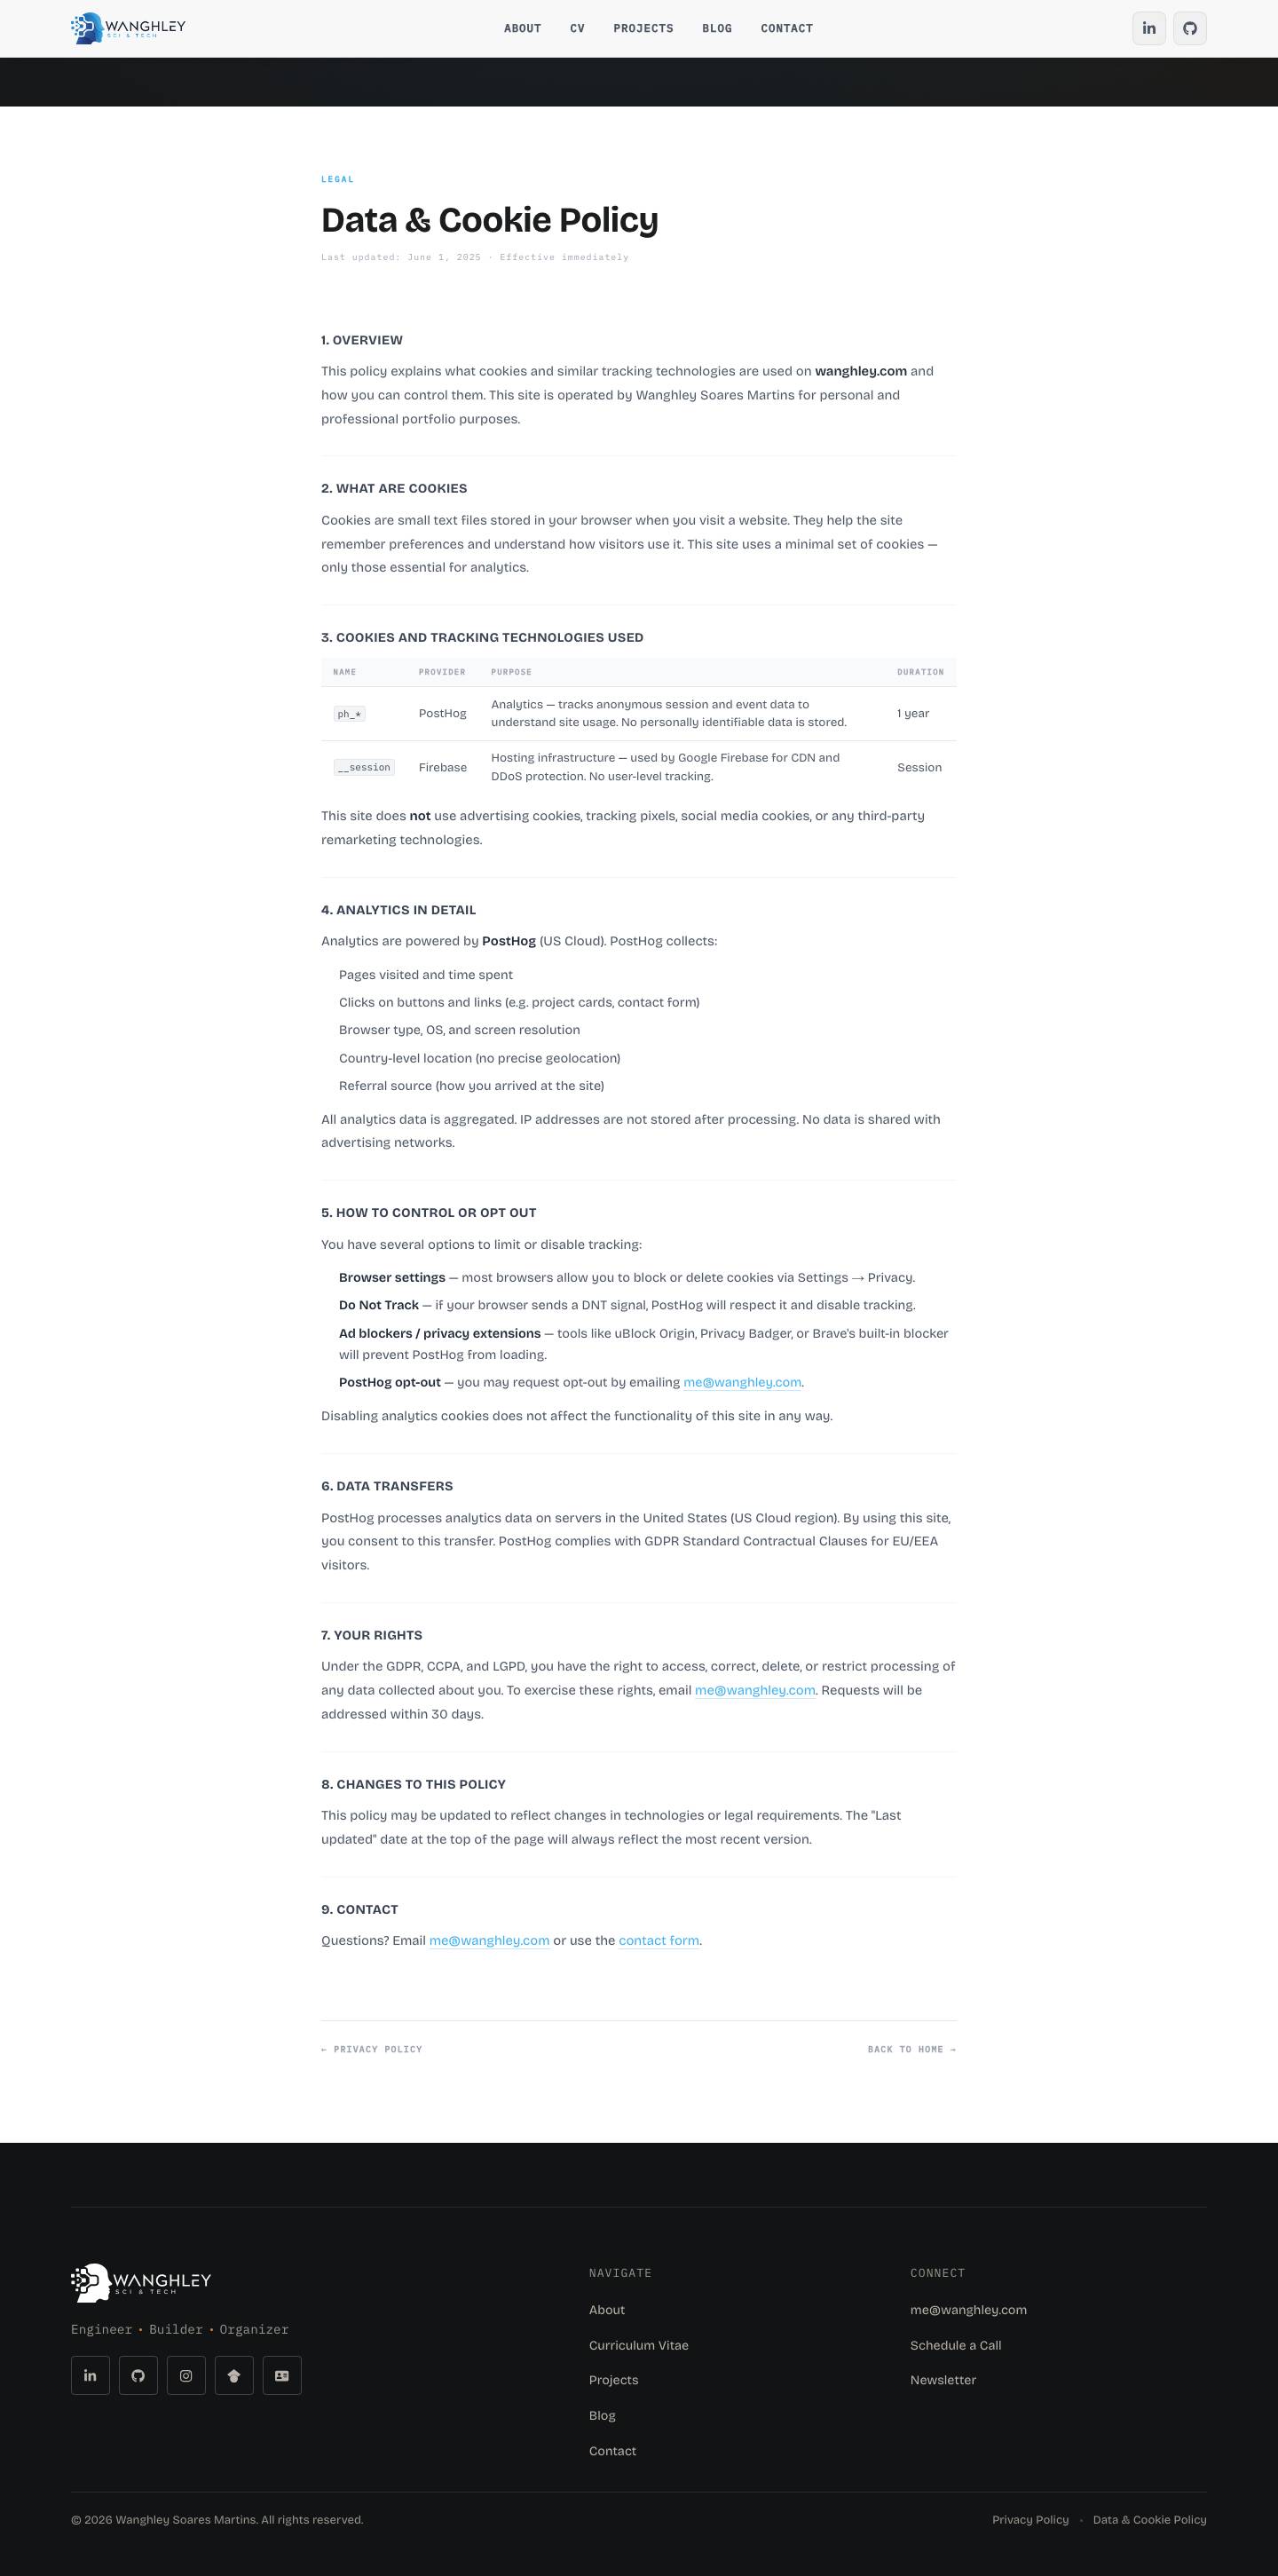 WANGHLEY
SCI & TECH
ABOUT CV PROJECTS BLOG CONTACT
LEGAL
Data & Cookie Policy
Last updated: June 1, 2025 · Effective immediately
1. OVERVIEW
This policy explains what cookies and similar tracking technologies are used on wanghley.com and
how you can control them. This site is operated by Wanghley Soares Martins for personal and
professional portfolio purposes.
2. WHAT ARE COOKIES
Cookies are small text files stored in your browser when you visit a website. They help the site
remember preferences and understand how visitors use it. This site uses a minimal set of cookies —
only those essential for analytics.
3. COOKIES AND TRACKING TECHNOLOGIES USED
NAME PROVIDER PURPOSE DURATION
ph_* PostHog Analytics — tracks anonymous session and event data to
understand site usage. No personally identifiable data is stored. 1 year
__session Firebase Hosting infrastructure — used by Google Firebase for CDN and
DDoS protection. No user-level tracking. Session
This site does not use advertising cookies, tracking pixels, social media cookies, or any third-party
remarketing technologies.
4. ANALYTICS IN DETAIL
Analytics are powered by PostHog (US Cloud). PostHog collects:
Pages visited and time spent
Clicks on buttons and links (e.g. project cards, contact form)
Browser type, OS, and screen resolution
Country-level location (no precise geolocation)
Referral source (how you arrived at the site)
All analytics data is aggregated. IP addresses are not stored after processing. No data is shared with
advertising networks.
5. HOW TO CONTROL OR OPT OUT
You have several options to limit or disable tracking:
Browser settings — most browsers allow you to block or delete cookies via Settings → Privacy.
Do Not Track — if your browser sends a DNT signal, PostHog will respect it and disable tracking.
Ad blockers / privacy extensions — tools like uBlock Origin, Privacy Badger, or Brave's built-in blocker
will prevent PostHog from loading.
PostHog opt-out — you may request opt-out by emailing me@wanghley.com.
Disabling analytics cookies does not affect the functionality of this site in any way.
6. DATA TRANSFERS
PostHog processes analytics data on servers in the United States (US Cloud region). By using this site,
you consent to this transfer. PostHog complies with GDPR Standard Contractual Clauses for EU/EEA
visitors.
7. YOUR RIGHTS
Under the GDPR, CCPA, and LGPD, you have the right to access, correct, delete, or restrict processing of
any data collected about you. To exercise these rights, email me@wanghley.com. Requests will be
addressed within 30 days.
8. CHANGES TO THIS POLICY
This policy may be updated to reflect changes in technologies or legal requirements. The "Last
updated" date at the top of the page will always reflect the most recent version.
9. CONTACT
Questions? Email me@wanghley.com or use the contact form.
← PRIVACY POLICY BACK TO HOME →
WANGHLEY
SCI & TECH
Engineer • Builder • Organizer
NAVIGATE
About
Curriculum Vitae
Projects
Blog
Contact
CONNECT
me@wanghley.com
Schedule a Call
Newsletter
© 2026 Wanghley Soares Martins. All rights reserved.
Privacy Policy • Data & Cookie Policy